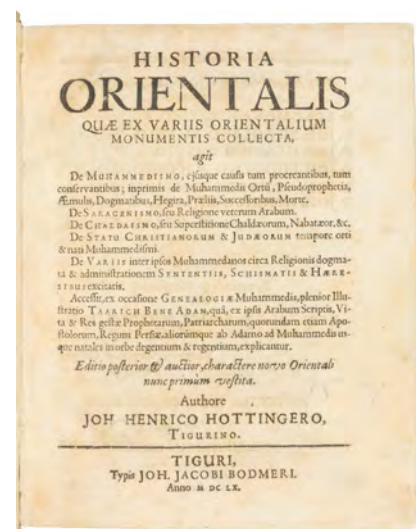 HISTORIA
ORIENTALIS
QUÆ EX VARIIS ORIENTALIUM
MONUMENTIS COLLECTA,
agit
De MUHAMMEDISMO, ejúsque causis tum procreantibus, tum
conservantibus; inprimis de Muhammedis Ortû, Pseudoprophetia,
Æmulis, Dogmatibus, Hegira, Præliis, Successoribus, Morte.
De SARACENISMO, seu Religione veterum Arabum.
De CHALDAISMO, seu Superstitione Chaldæorum, Nabatæor. &c.
De STATU CHRISTIANORUM & JUDÆORUM tempore orti
& nati Muhammedismi.
De VARIIS inter ipsos Muhammedanos circa Religionis dogma-
ta & administrationem SENTENTIIS, SCHISMATIS & HÆRE-
SIBUS excitatis.
Accessit, ex occasione GENEALOGIÆ Muhammedis, plenior Illu-
stratio TAARICH BENE ADAM, quâ, ex ipsis Arabum Scriptis, Vi-
ta & Res gestæ Prophetarum, Patriarcharum, quorundam etiam Apo-
stolorum, Regum Persiæ, aliorúmque ab Adamo ad Muhammedis us-
que natales in orbe degentium & regentium, explicantur.
Editio posterior & auctior, charactere novo Orientali
nunc primùm vestita.
Authore
JOH HENRICO HOTTINGERO,
TIGURINO.
TIGURI,
Typis JOH. JACOBI BODMERI.
Anno M DC LX.